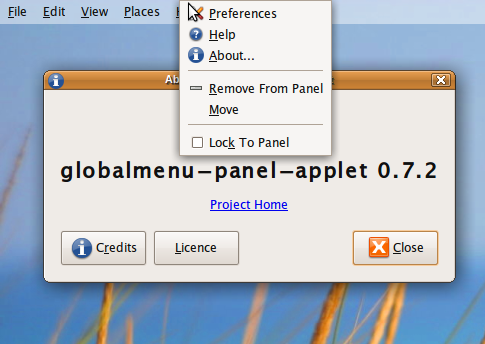 File Edit View Places
Preferences
Help
About...
Remove From Panel
Move
Lock To Panel
globalmenu-panel-applet 0.7.2
Project Home
Credits Licence Close